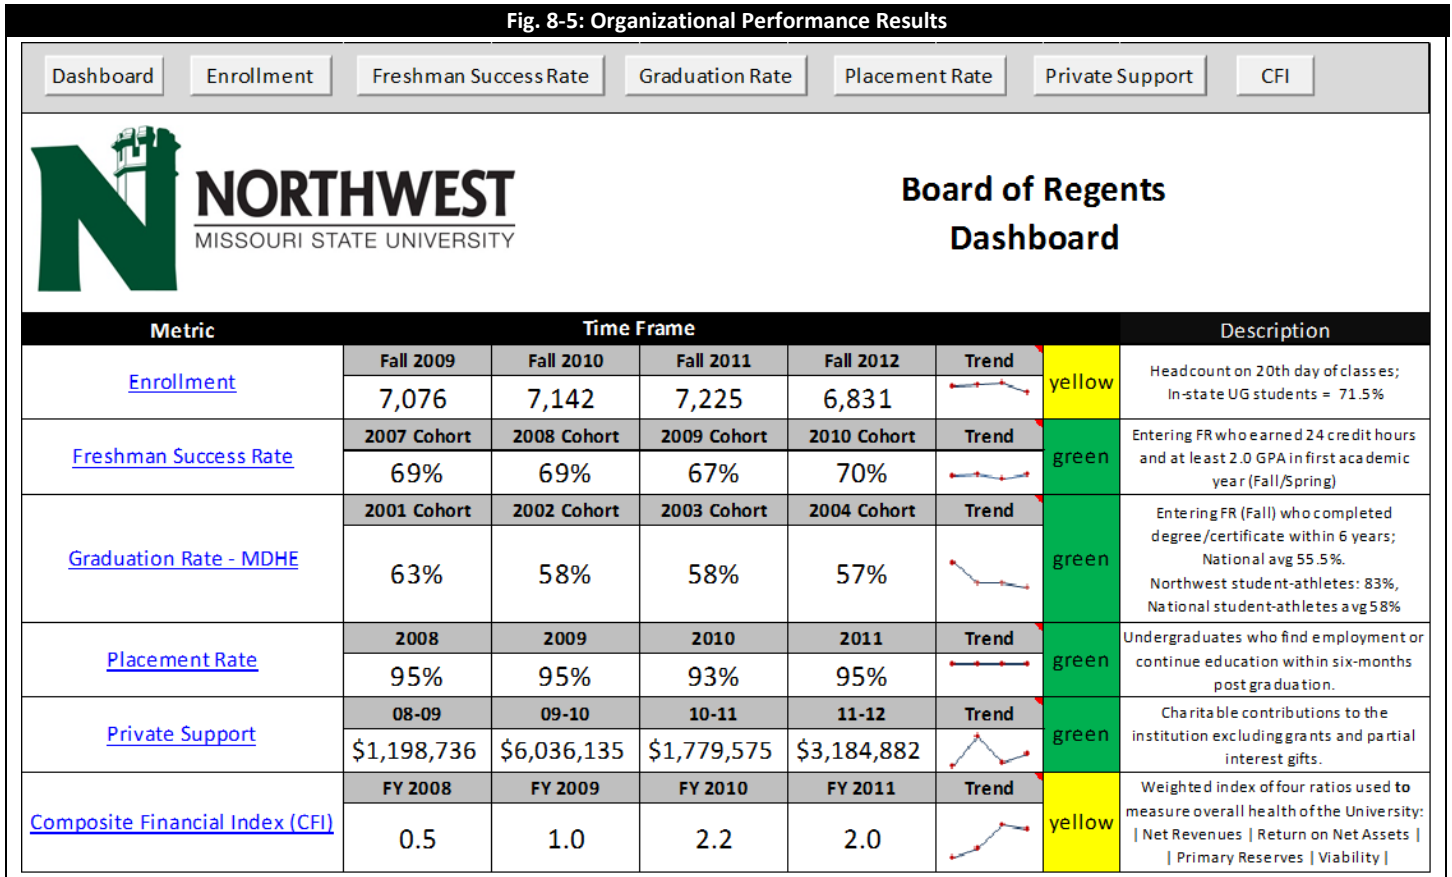 Fig. 8-5: Organizational Performance Results
Dashboard Enrollment Freshman Success Rate Graduation Rate Placement Rate Private Support CFI
NORTHWEST
MISSOURI STATE UNIVERSITY
Board of Regents
Dashboard
Metric Time Frame Description
Enrollment
Fall 2009 Fall 2010 Fall 2011 Fall 2012 Trend
7,076 7,142 7,225 6,831
yellow
Headcount on 20th day of classes;
In-state UG students = 71.5%
Freshman Success Rate
2007 Cohort 2008 Cohort 2009 Cohort 2010 Cohort Trend
69% 69% 67% 70%
green
Entering FR who earned 24 credit hours
and at least 2.0 GPA in first academic
year (Fall/Spring)
Graduation Rate - MDHE
2001 Cohort 2002 Cohort 2003 Cohort 2004 Cohort Trend
63% 58% 58% 57%
green
Entering FR (Fall) who completed
degree/certificate within 6 years;
National avg 55.5%.
Northwest student-athletes: 83%,
National student-athletes avg 58%
Placement Rate
2008 2009 2010 2011 Trend
95% 95% 93% 95%
green
Undergraduates who find employment or
continue education within six-months
post graduation.
Private Support
08-09 09-10 10-11 11-12 Trend
$1,198,736 $6,036,135 $1,779,575 $3,184,882
green
Charitable contributions to the
institution excluding grants and partial
interest gifts.
Composite Financial Index (CFI)
FY 2008 FY 2009 FY 2010 FY 2011 Trend
0.5 1.0 2.2 2.0
yellow
Weighted index of four ratios used to
measure overall health of the University:
| Net Revenues | Return on Net Assets |
| Primary Reserves | Viability |